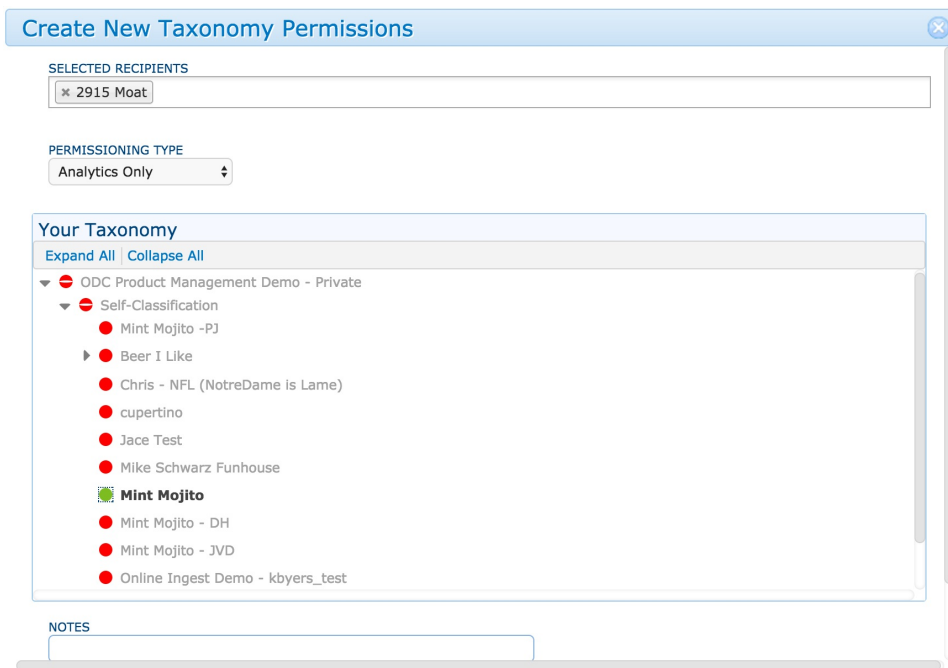 Create New Taxonomy Permissions
SELECTED RECIPIENTS
× 2915 Moat
PERMISSIONING TYPE
Analytics Only
Your Taxonomy
Expand All Collapse All
ODC Product Management Demo - Private
Self-Classification
Mint Mojito -PJ
Beer I Like
Chris - NFL (NotreDame is Lame)
cupertino
Jace Test
Mike Schwarz Funhouse
Mint Mojito
Mint Mojito - DH
Mint Mojito - JVD
Online Ingest Demo - kbyers_test
NOTES